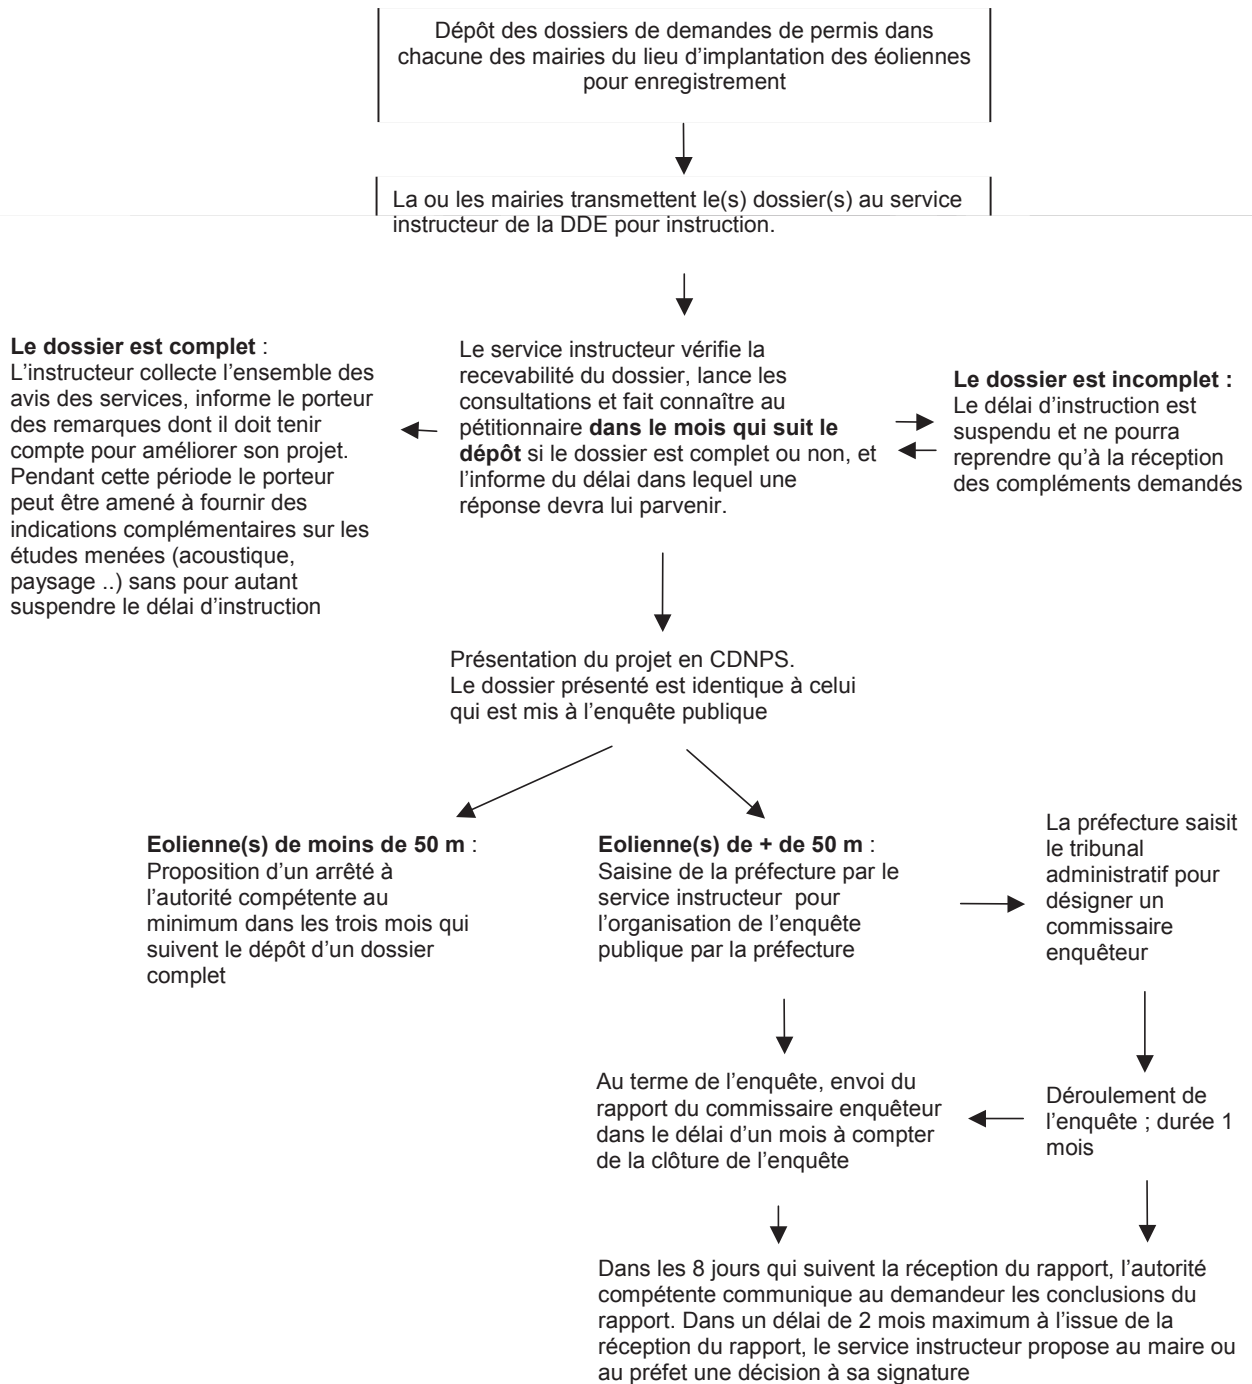 Dépôt des dossiers de demandes de permis dans
chacune des mairies du lieu d’implantation des éoliennes
pour enregistrement
La ou les mairies transmettent le(s) dossier(s) au service
instructeur de la DDE pour instruction.
Le dossier est complet :
L’instructeur collecte l’ensemble des
avis des services, informe le porteur
des remarques dont il doit tenir
compte pour améliorer son projet.
Pendant cette période le porteur
peut être amené à fournir des
indications complémentaires sur les
études menées (acoustique,
paysage ..) sans pour autant
suspendre le délai d’instruction
Le service instructeur vérifie la
recevabilité du dossier, lance les
consultations et fait connaître au
pétitionnaire dans le mois qui suit le
dépôt si le dossier est complet ou non, et
l’informe du délai dans lequel une
réponse devra lui parvenir.
Le dossier est incomplet :
Le délai d’instruction est
suspendu et ne pourra
reprendre qu’à la réception
des compléments demandés
Présentation du projet en CDNPS.
Le dossier présenté est identique à celui
qui est mis à l’enquête publique
Eolienne(s) de moins de 50 m :
Proposition d’un arrêté à
l’autorité compétente au
minimum dans les trois mois qui
suivent le dépôt d’un dossier
complet
Eolienne(s) de + de 50 m :
Saisine de la préfecture par le
service instructeur pour
l’organisation de l’enquête
publique par la préfecture
La préfecture saisit
le tribunal
administratif pour
désigner un
commissaire
enquêteur
Au terme de l’enquête, envoi du
rapport du commissaire enquêteur
dans le délai d’un mois à compter
de la clôture de l’enquête
Déroulement de
l’enquête ; durée 1
mois
Dans les 8 jours qui suivent la réception du rapport, l’autorité
compétente communique au demandeur les conclusions du
rapport. Dans un délai de 2 mois maximum à l’issue de la
réception du rapport, le service instructeur propose au maire ou
au préfet une décision à sa signature